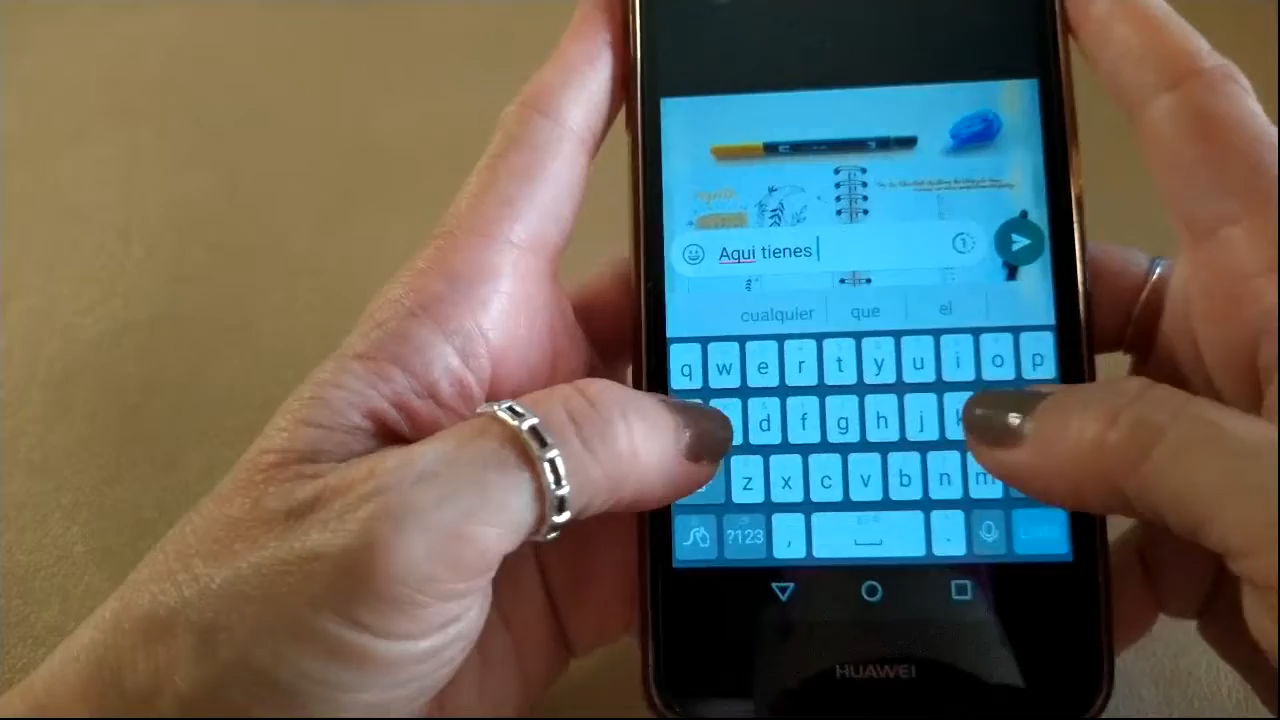 Aqui tienes
cualquier que el
q w e r t y u i o p
d f g h j k
z x c v b n m
?123 , .
HUAWEI